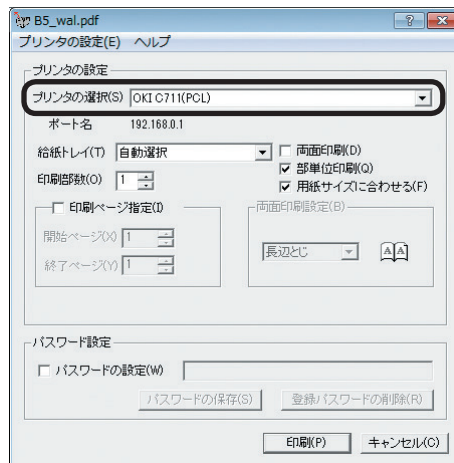 B5_wal.pdf
プリンタの設定(E) ヘルプ
プリンタの設定
プリンタの選択(S) OKI C711(PCL)
ポート名 192.168.0.1
給紙トレイ(T) 自動選択 両面印刷(D)
部単位印刷(Q)
印刷部数(O) 1 用紙サイズに合わせる(F)
印刷ページ指定(I) 両面印刷設定(B)
開始ページ(X) 1
長辺とじ AA
終了ページ(Y) 1
パスワード設定
パスワードの設定(W)
パスワードの保存(S) 登録パスワードの削除(R)
印刷(P) キャンセル(C)